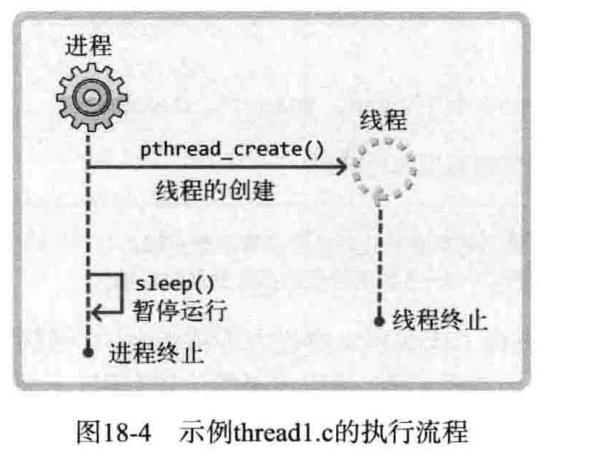 进程
线程
pthread_create()
线程的创建
sleep()
暂停运行
线程终止
进程终止
图18-4 示例thread1.c的执行流程